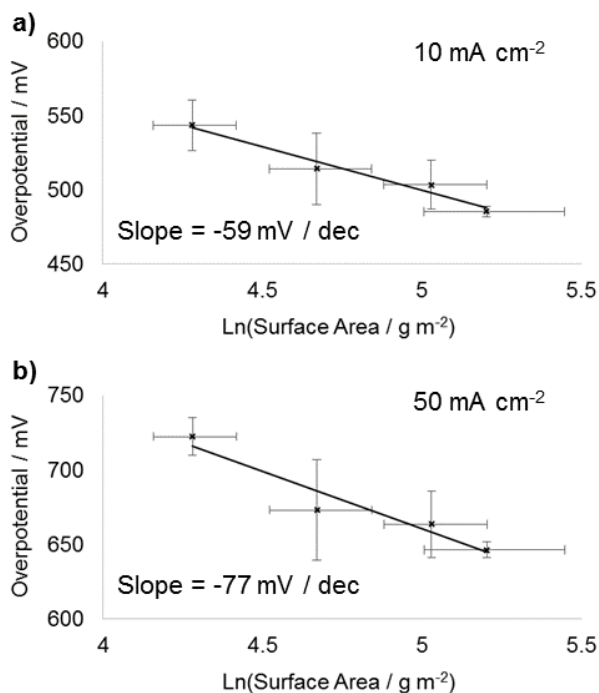 a)
10 mA cm-2
600
550
500
450
Overpotential / mV
Slope = -59 mV / dec
4
4.5
5
5.5
Ln(Surface Area / g m-2)
b)
50 mA cm-2
750
700
650
600
Overpotential / mV
Slope = -77 mV / dec
4
4.5
5
5.5
Ln(Surface Area / g m-2)